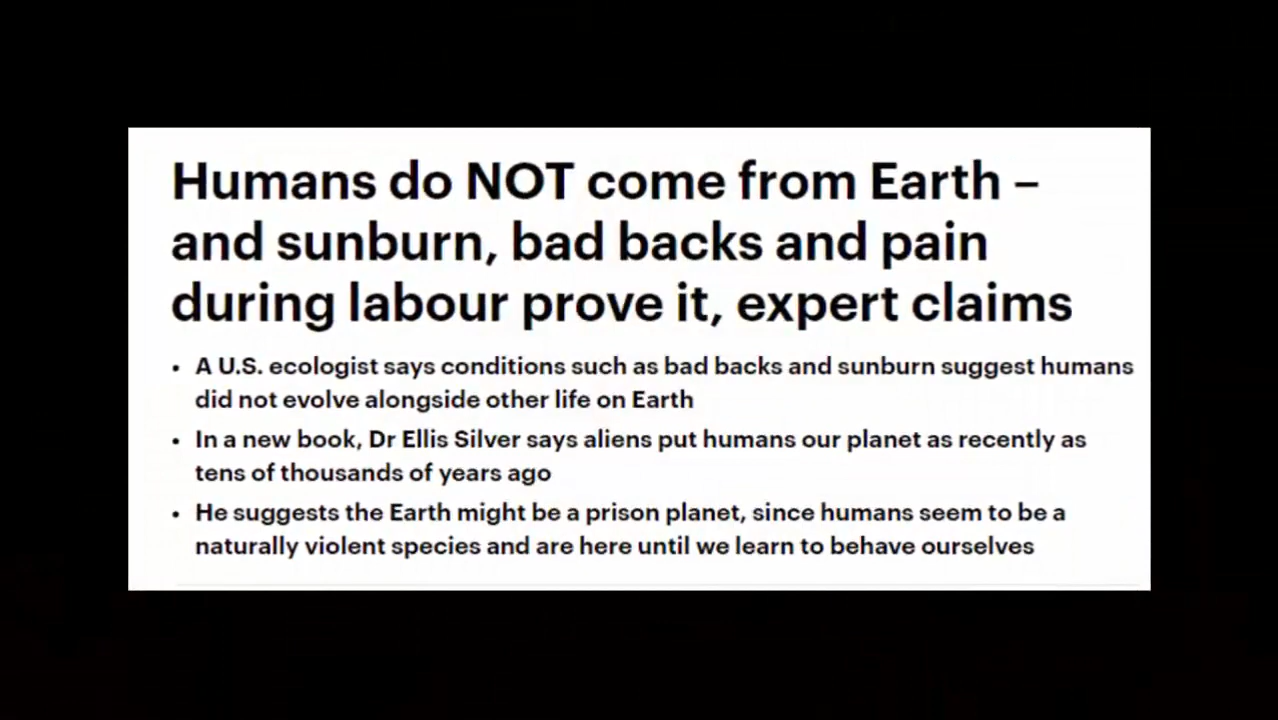 Humans do NOT come from Earth –
and sunburn, bad backs and pain
during labour prove it, expert claims
• A U.S. ecologist says conditions such as bad backs and sunburn suggest humans
did not evolve alongside other life on Earth
• In a new book, Dr Ellis Silver says aliens put humans our planet as recently as
tens of thousands of years ago
• He suggests the Earth might be a prison planet, since humans seem to be a
naturally violent species and are here until we learn to behave ourselves